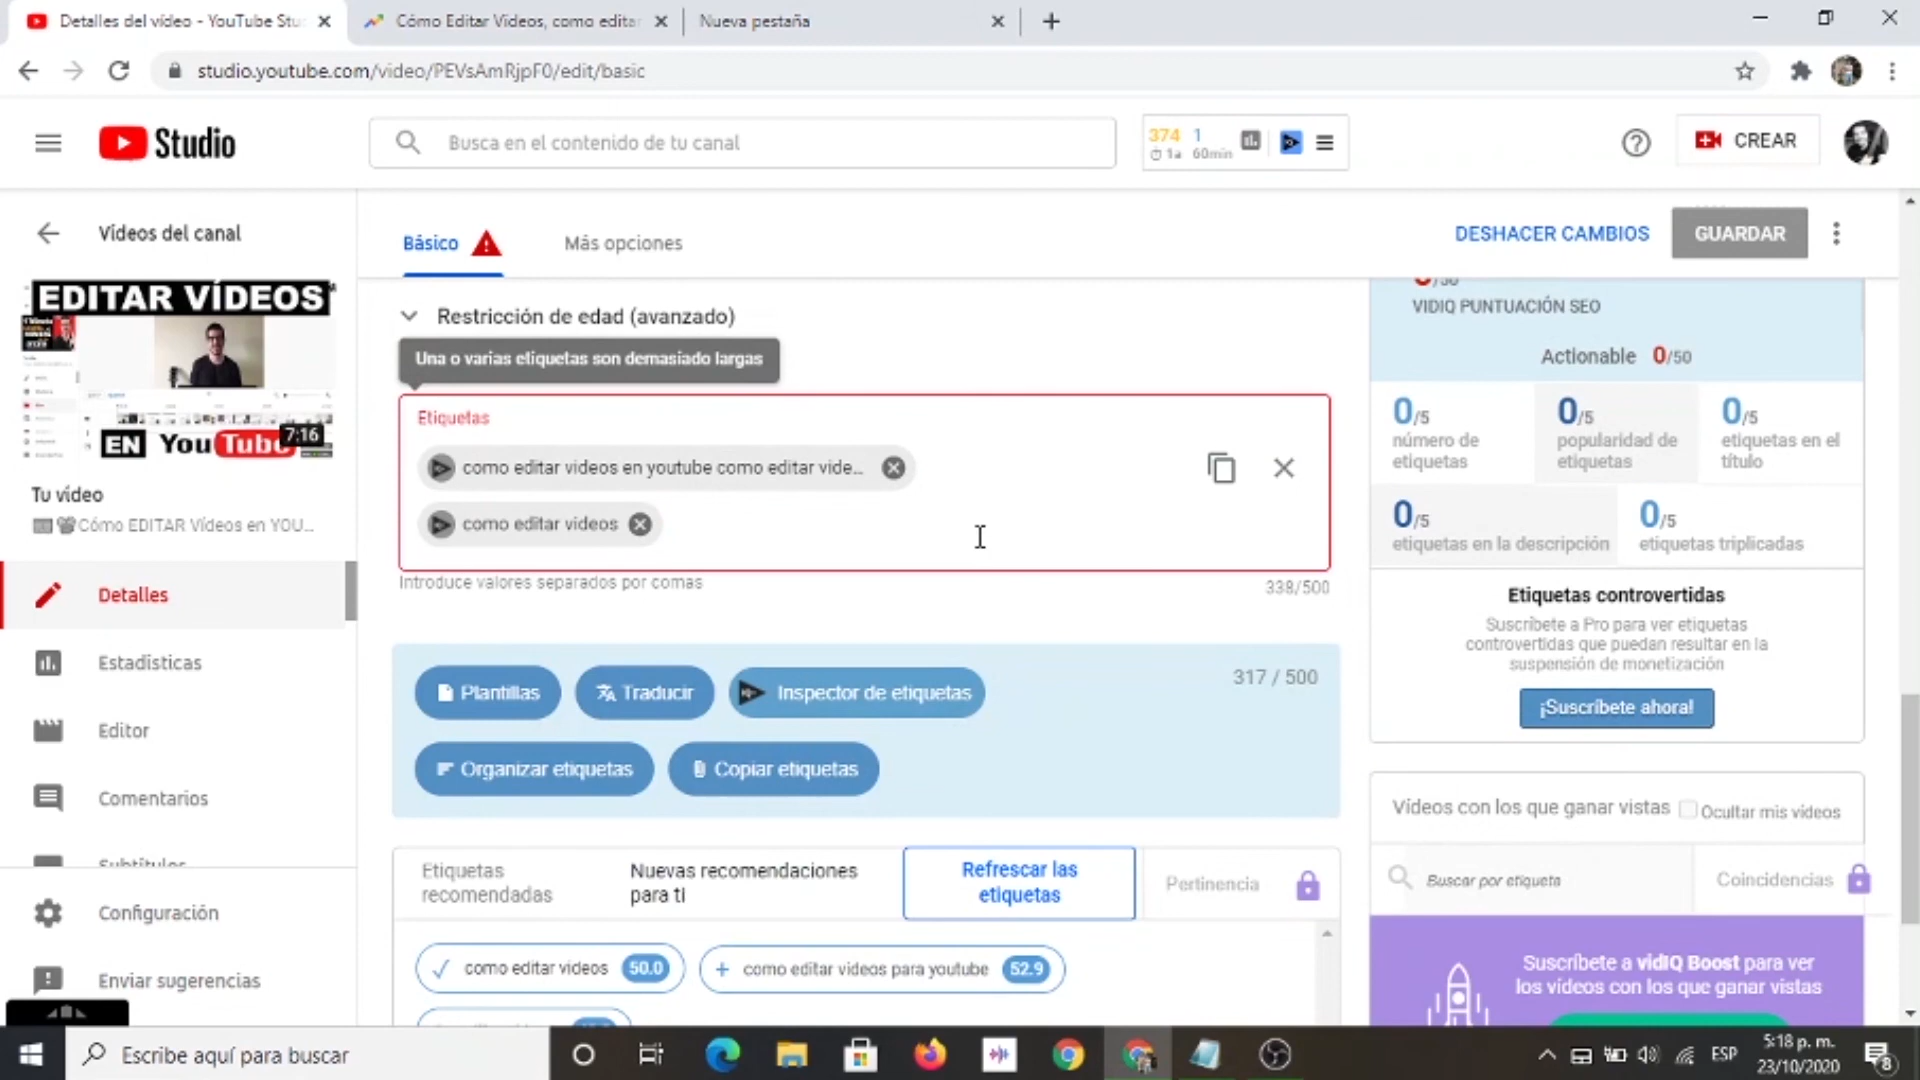 Detalles del vídeo - YouTube Stu
Cómo Editar Videos, como editar
Nueva pestaña
studio.youtube.com/video/PEVsAmRjpF0/edit/basic
Studio
Busca en el contenido de tu canal
374 1
1a 60min
CREAR
Vídeos del canal
Básico
Más opciones
DESHACER CAMBIOS
GUARDAR
EDITAR VÍDEOS
EN YouTube
7:16
Tu vídeo
Cómo EDITAR Vídeos en YOU...
Detalles
Estadísticas
Editor
Comentarios
Subtítulos
Configuración
Enviar sugerencias
Restricción de edad (avanzado)
Una o varias etiquetas son demasiado largas
Etiquetas
como editar videos en youtube como editar vide...
como editar videos
Introduce valores separados por comas
338/500
Plantillas
Traducir
Inspector de etiquetas
317 / 500
Organizar etiquetas
Copiar etiquetas
Etiquetas recomendadas
Nuevas recomendaciones para ti
Refrescar las etiquetas
Pertinencia
como editar videos 50.0
como editar videos para youtube 52.9
VIDIQ PUNTUACIÓN SEO
Actionable 0/50
0/5
número de etiquetas
0/5
popularidad de etiquetas
0/5
etiquetas en el título
0/5
etiquetas en la descripción
0/5
etiquetas triplicadas
Etiquetas controvertidas
Suscríbete a Pro para ver etiquetas
controvertidas que puedan resultar en la
suspensión de monetización
¡Suscríbete ahora!
Vídeos con los que ganar vistas
Ocultar mis vídeos
Buscar por etiqueta
Coincidencias
Suscríbete a vidIQ Boost para ver
los vídeos con los que ganar vistas
Escribe aquí para buscar
ESP
5:18 p. m.
23/10/2020
8